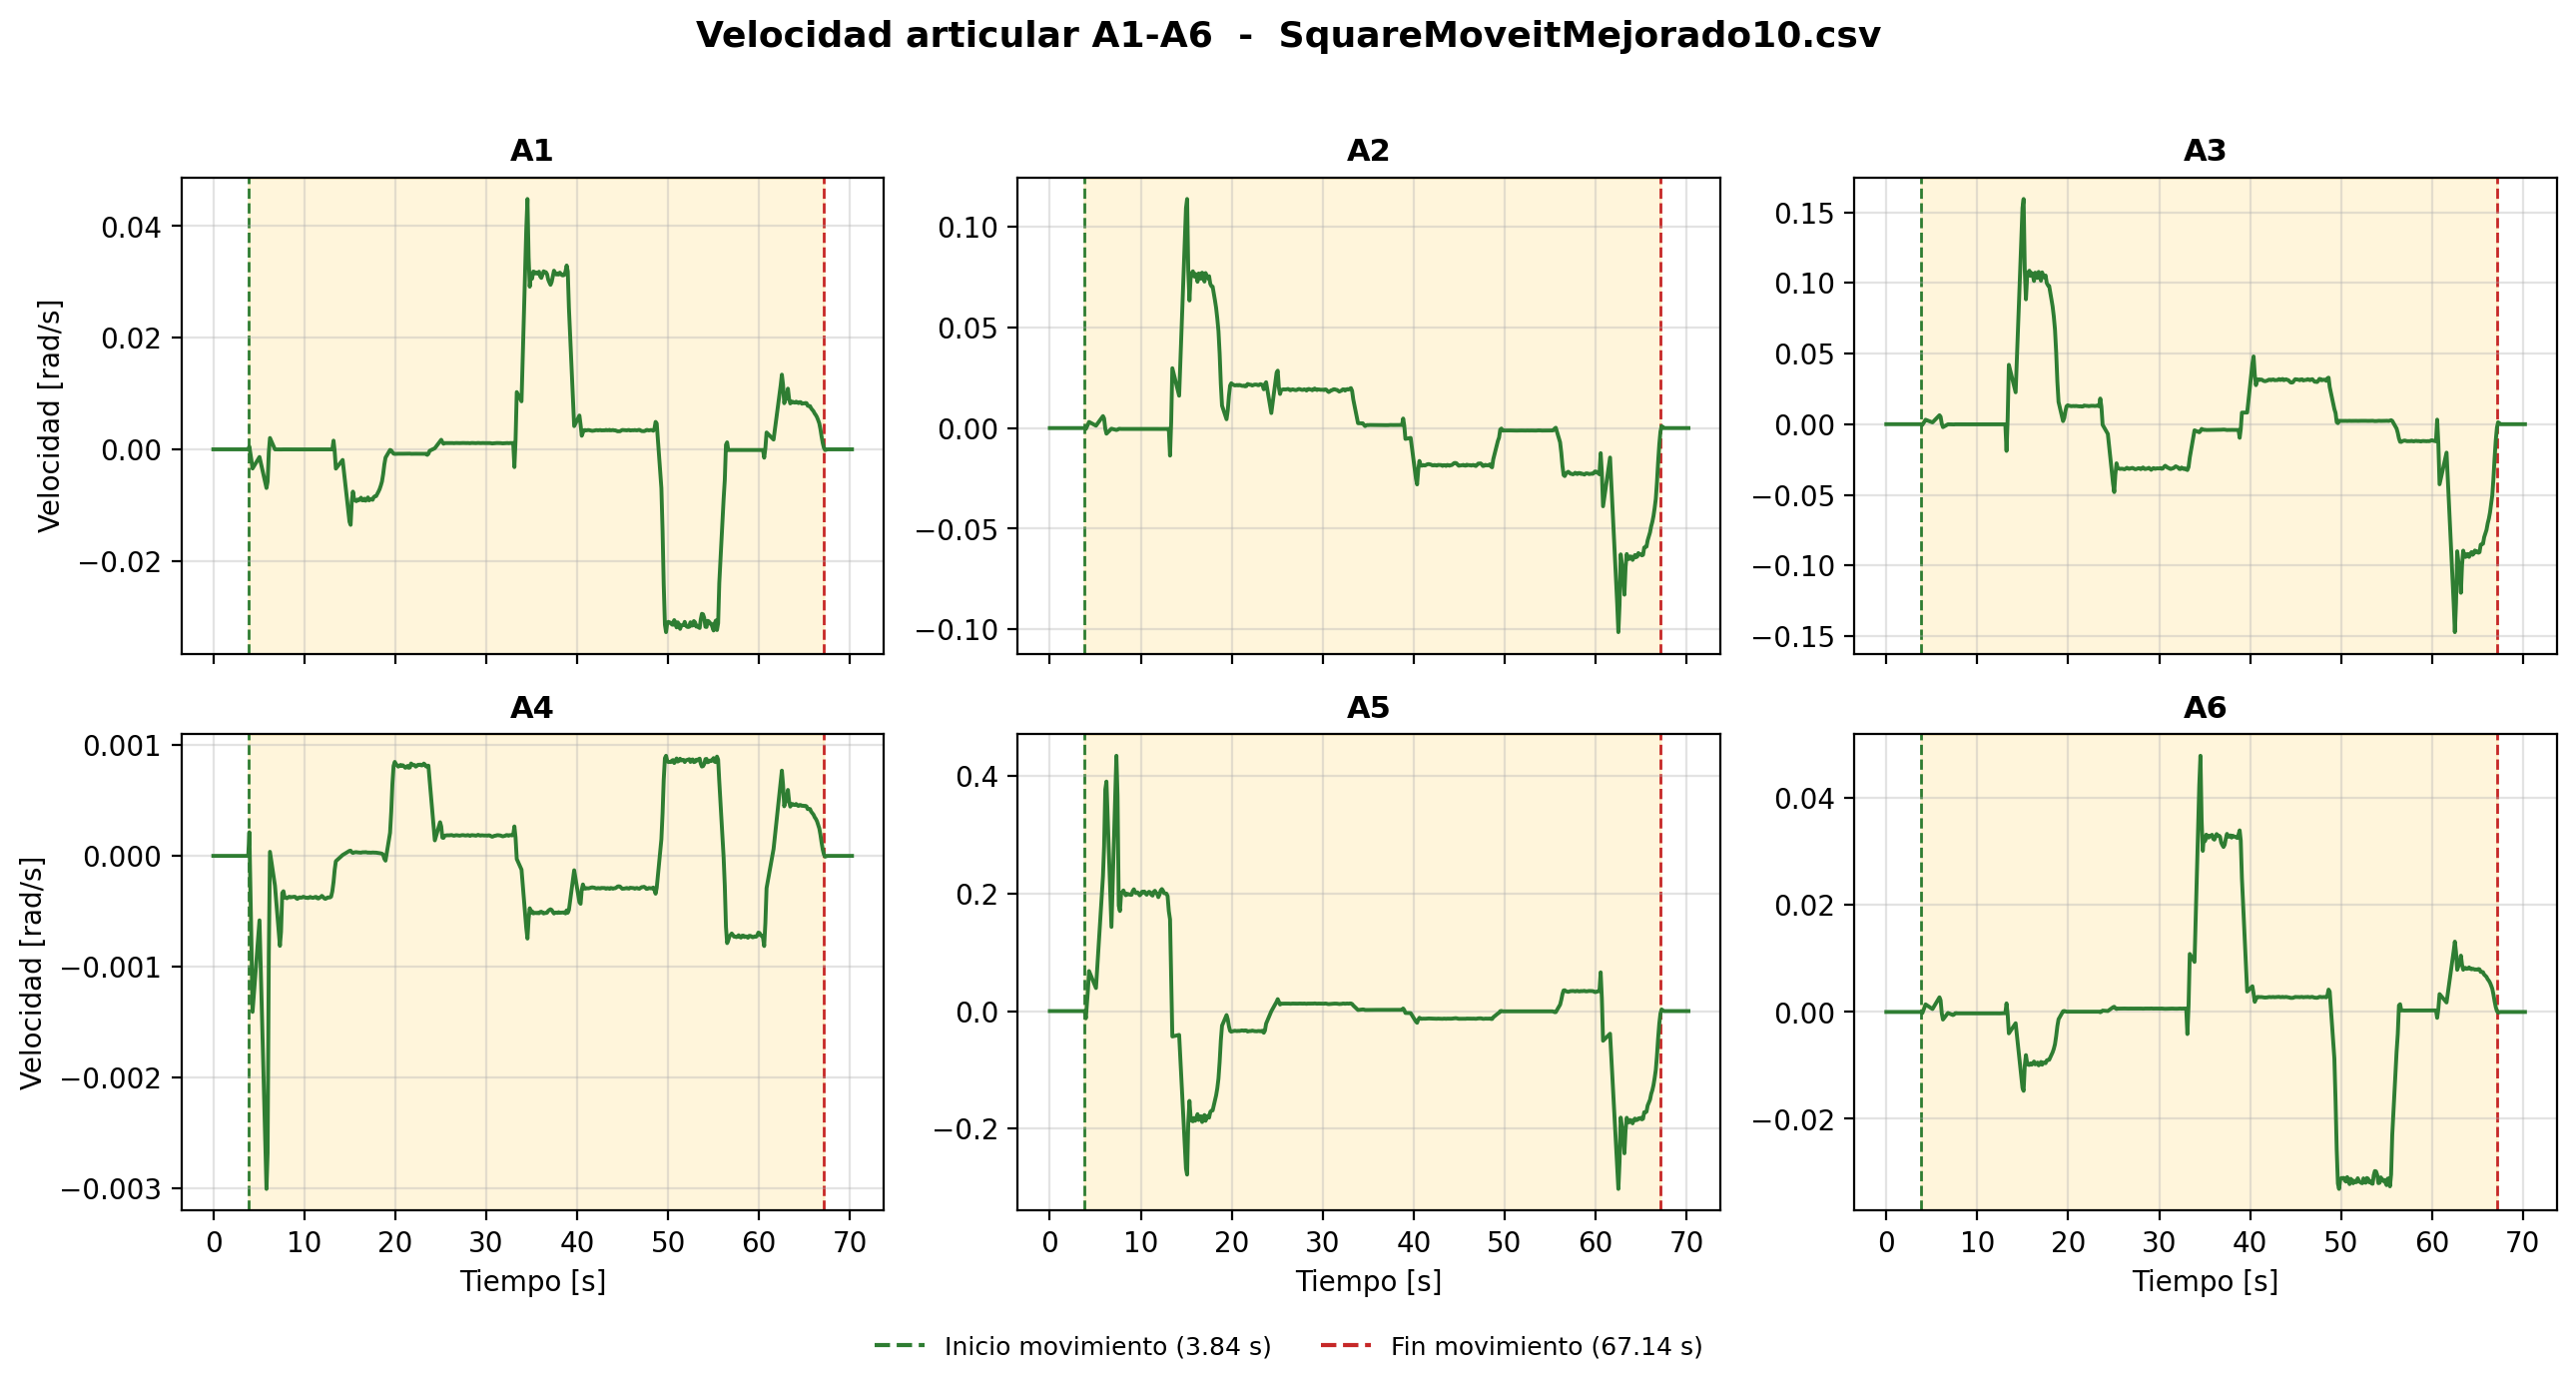 Velocidad articular A1-A6  -  SquareMoveitMejorado10.csv
A1
A2
A3
Velocidad [rad/s]
0.04
0.02
0.00
−0.02
0.10
0.05
0.00
−0.05
−0.10
0.15
0.10
0.05
0.00
−0.05
−0.10
−0.15
A4
A5
A6
Velocidad [rad/s]
0.001
0.000
−0.001
−0.002
−0.003
0.4
0.2
0.0
−0.2
0.04
0.02
0.00
−0.02
0 10 20 30 40 50 60 70
0 10 20 30 40 50 60 70
0 10 20 30 40 50 60 70
Tiempo [s]
Tiempo [s]
Tiempo [s]
Inicio movimiento (3.84 s)
Fin movimiento (67.14 s)